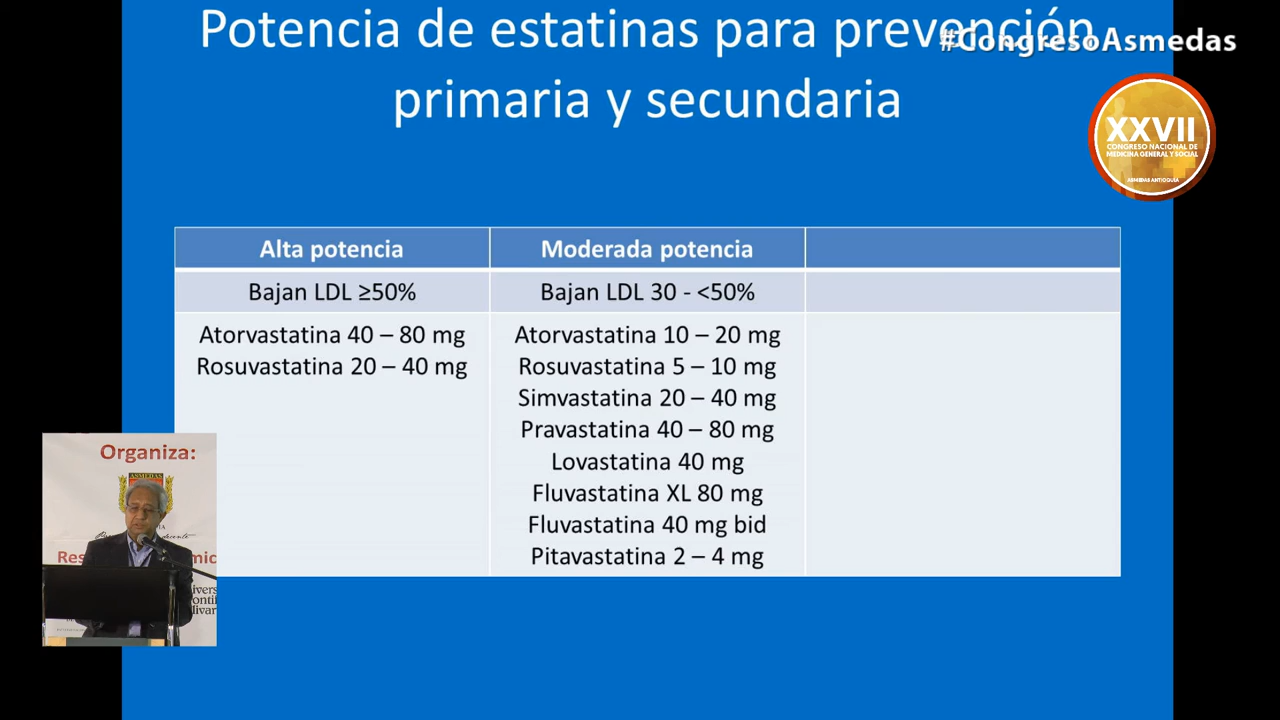 Potencia de estatinas para prevención
primaria y secundaria
#CongresoAsmedas
XXVII
CONGRESO NACIONAL DE
MEDICINA GENERAL Y SOCIAL
ASMEDAS ANTIOQUIA
Alta potencia
Moderada potencia
Bajan LDL ≥50%
Bajan LDL 30 - <50%
Atorvastatina 40 – 80 mg
Rosuvastatina 20 – 40 mg
Atorvastatina 10 – 20 mg
Rosuvastatina 5 – 10 mg
Simvastatina 20 – 40 mg
Pravastatina 40 – 80 mg
Lovastatina 40 mg
Fluvastatina XL 80 mg
Fluvastatina 40 mg bid
Pitavastatina 2 – 4 mg
Organiza:
ASMEDAS